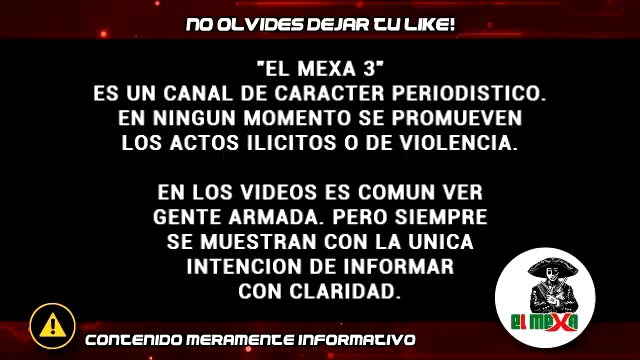 NO OLVIDES DEJAR TU LIKE!
"EL MEXA 3"
ES UN CANAL DE CARACTER PERIODISTICO.
EN NINGUN MOMENTO SE PROMUEVEN
LOS ACTOS ILICITOS O DE VIOLENCIA.
EN LOS VIDEOS ES COMUN VER
GENTE ARMADA. PERO SIEMPRE
SE MUESTRAN CON LA UNICA
INTENCION DE INFORMAR
CON CLARIDAD.
EL MEXA
CONTENIDO MERAMENTE INFORMATIVO